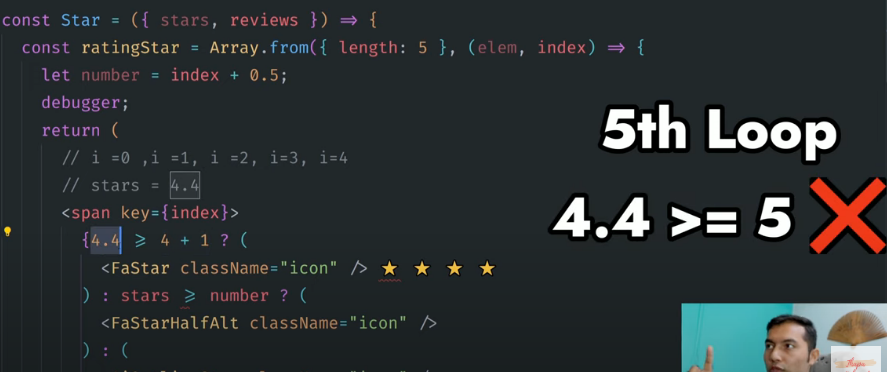 const Star = ({ stars, reviews }) => {
const ratingStar = Array.from({ length: 5 }, (elem, index) => {
let number = index + 0.5;
debugger;
return (
// i =0 ,i =1, i =2, i=3, i=4
// stars = 4.4
<span key={index}>
{4.4 >= 4 + 1 ? (
<FaStar className="icon" />
) : stars >= number ? (
<FaStarHalfAlt className="icon" />
) : (
5th Loop
4.4 >= 5
Thapa